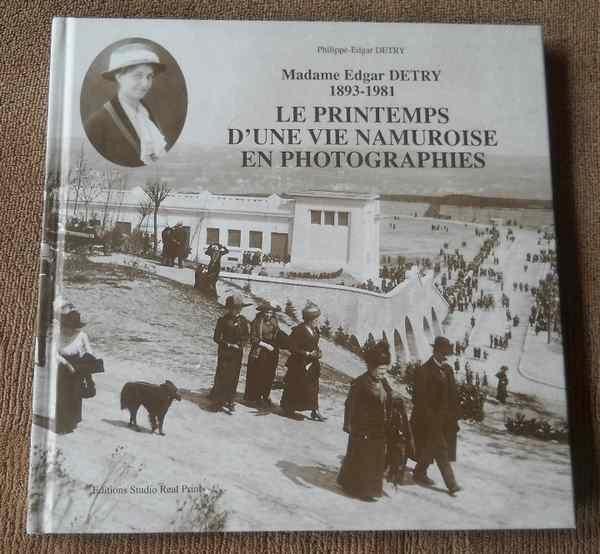 Philippe-Edgar DETRY
Madame Edgar DETRY
1893-1981
LE PRINTEMPS
D'UNE VIE NAMUROISE
EN PHOTOGRAPHIES
Editions Studio Real Prints